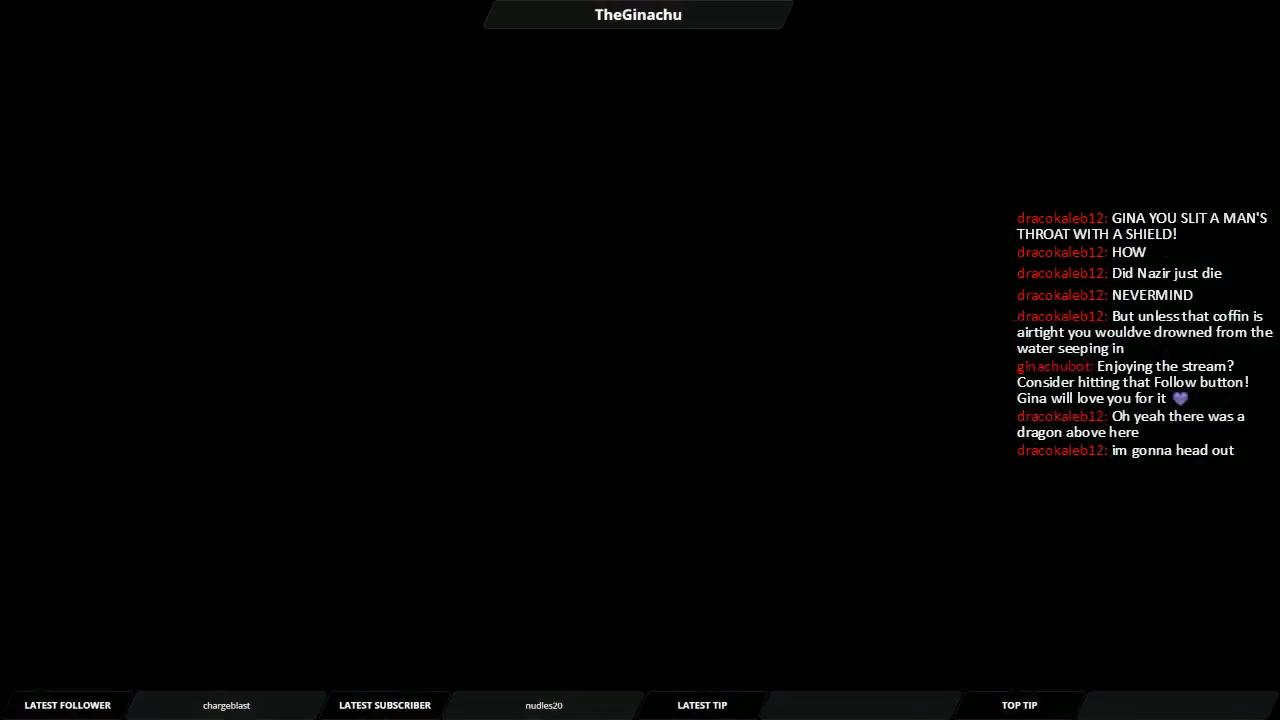 TheGinachu
dracokaleb12: GINA YOU SLIT A MAN'S
THROAT WITH A SHIELD!
dracokaleb12: HOW
dracokaleb12: Did Nazir just die
dracokaleb12: NEVERMIND
dracokaleb12: But unless that coffin is
airtight you wouldve drowned from the
water seeping in
ginachubot: Enjoying the stream?
Consider hitting that Follow button!
Gina will love you for it 💜
dracokaleb12: Oh yeah there was a
dragon above here
dracokaleb12: im gonna head out
LATEST FOLLOWER chargeblast LATEST SUBSCRIBER nudles20 LATEST TIP TOP TIP